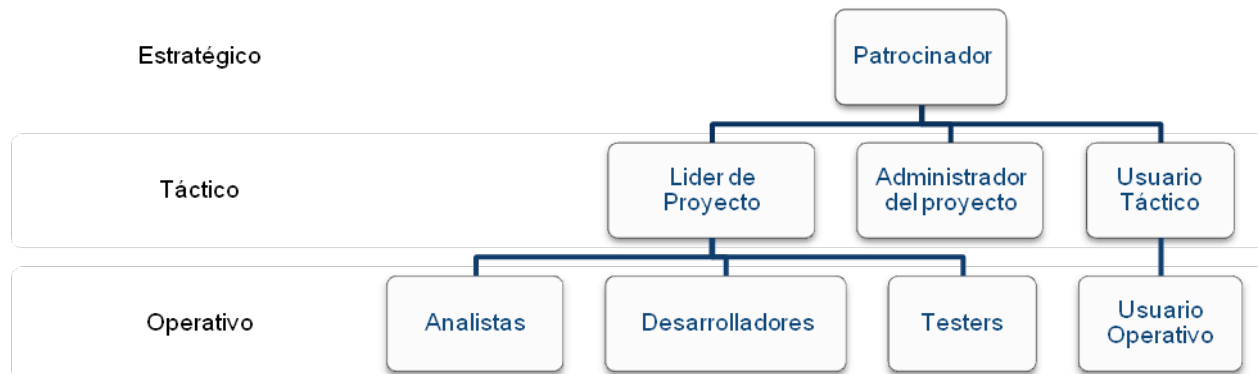 Estratégico
Patrocinador
Táctico
Lider de
Proyecto
Administrador
del proyecto
Usuario
Táctico
Operativo
Analistas
Desarrolladores
Testers
Usuario
Operativo